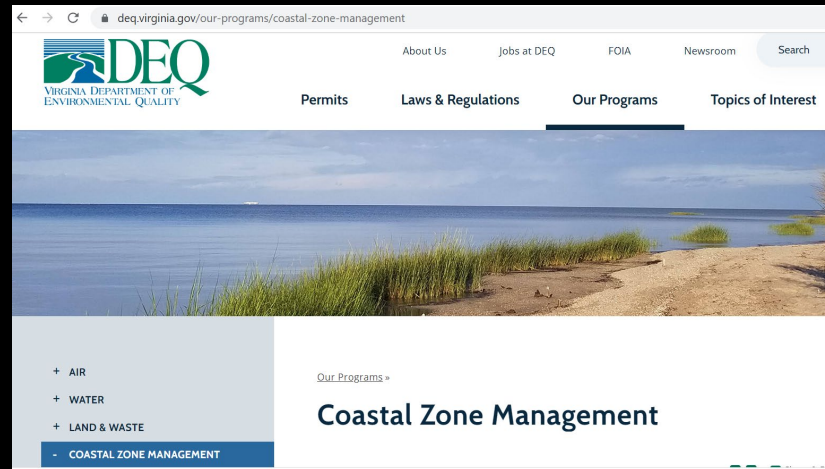 deq.virginia.gov/our-programs/coastal-zone-management
About Us Jobs at DEQ FOIA Newsroom Search
DEQ
VIRGINIA DEPARTMENT OF
ENVIRONMENTAL QUALITY
Permits Laws & Regulations Our Programs Topics of Interest
+ AIR
+ WATER
+ LAND & WASTE
- COASTAL ZONE MANAGEMENT
Our Programs »
Coastal Zone Management